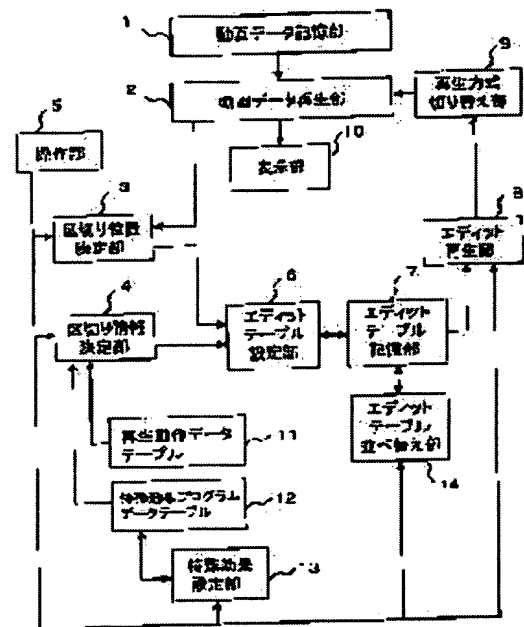 1
動画データ記憶部
2
動画データ再生部
9
再生方式
切り替え部
5
操作部
10
表示部
3
区切り位置
決定部
8
エディット
再生部
4
区切り情報
決定部
6
エディット
テーブル
設定部
7
エディット
テーブル
記憶部
再生動作データ
テーブル
11
エディット
テーブル
並べ替え部
14
プログラム
データテーブル
12
特殊効果
設定部
13